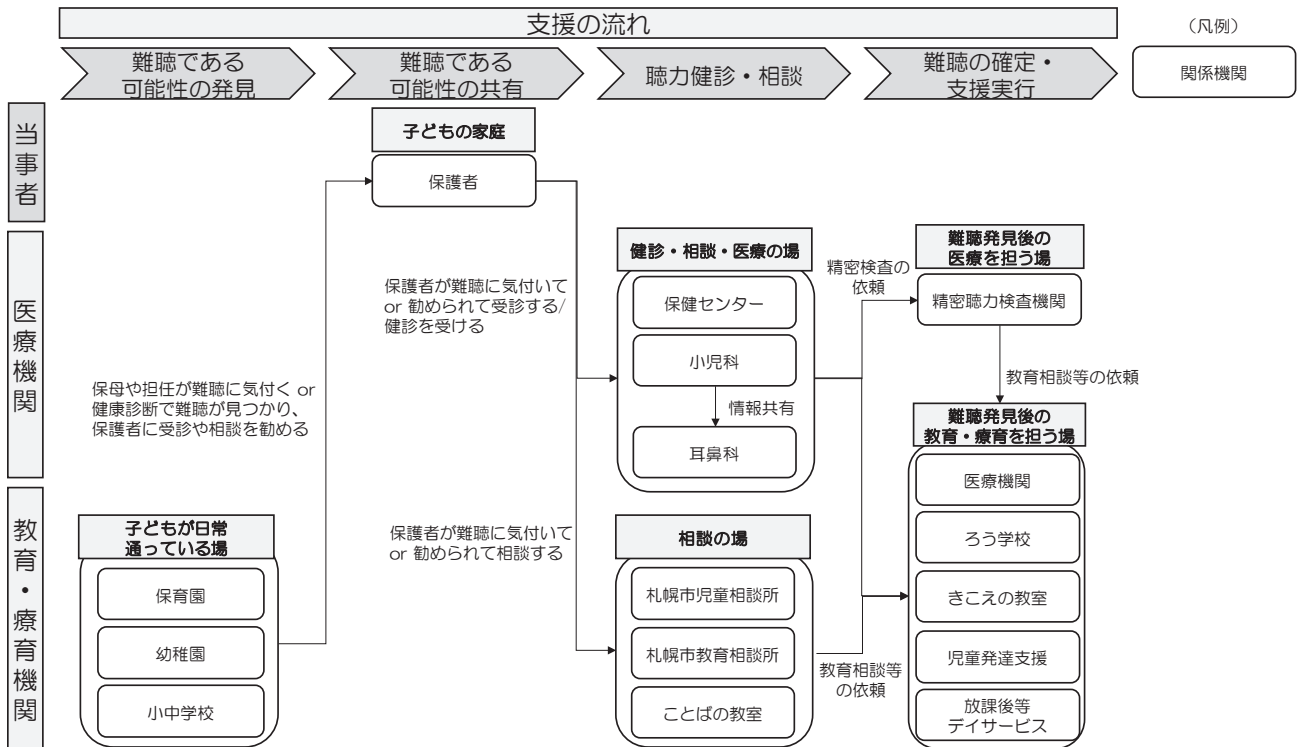 支援の流れ
（凡例）
難聴である
可能性の発見
難聴である
可能性の共有
聴力健診・相談
難聴の確定・
支援実行
関係機関
当事者
子どもの家庭
保護者
医療機関
健診・相談・医療の場
保健センター
小児科
情報共有
耳鼻科
難聴発見後の
医療を担う場
精密検査の
依頼
精密聴力検査機関
教育相談等の依頼
保護者が難聴に気付いて
or 勧められて受診する/
健診を受ける
保母や担任が難聴に気付く or
健康診断で難聴が見つかり、
保護者に受診や相談を勧める
難聴発見後の
教育・療育を担う場
医療機関
ろう学校
きこえの教室
児童発達支援
放課後等
デイサービス
教育・療育機関
子どもが日常
通っている場
保育園
幼稚園
小中学校
保護者が難聴に気付いて
or 勧められて相談する
相談の場
札幌市児童相談所
札幌市教育相談所
ことばの教室
教育相談等
の依頼